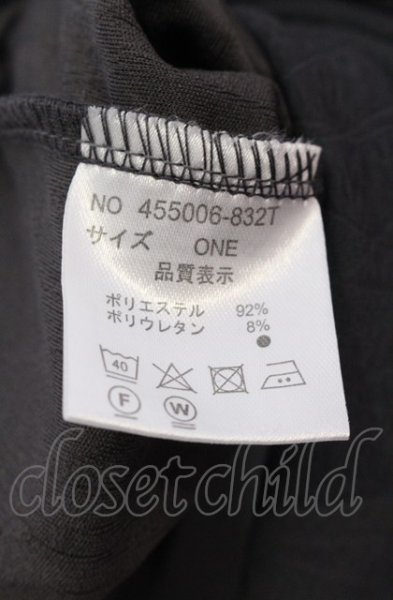 NO 455006-832T
サイズ ONE
品質表示
ポリエステル 92%
ポリウレタン 8%
40
F W
closet child